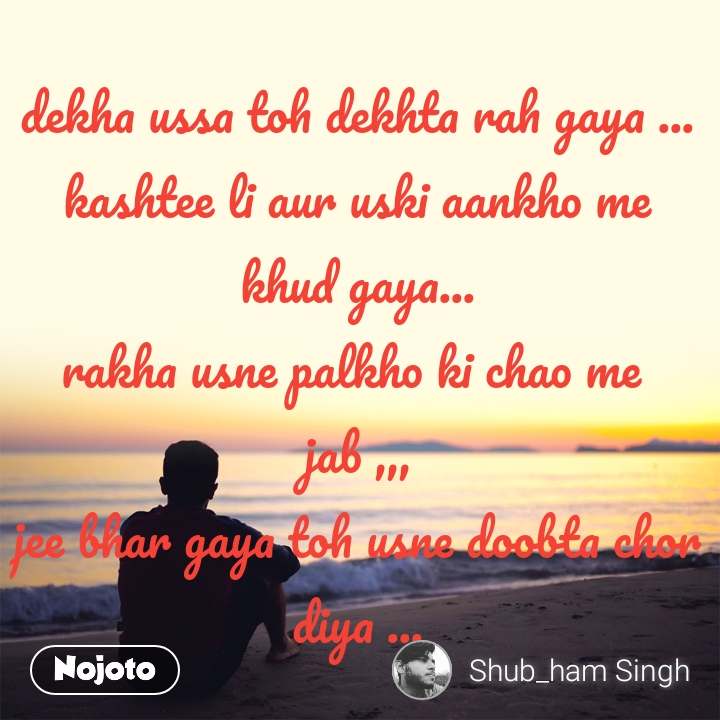 dekha ussa toh dekhta rah gaya ...
kashtee li aur uski aankho me
khud gaya...
rakha usne palkho ki chao me
jab ,,,
jee bhar gaya toh usne doobta chor
diya ...
Nojoto
Shub_ham Singh